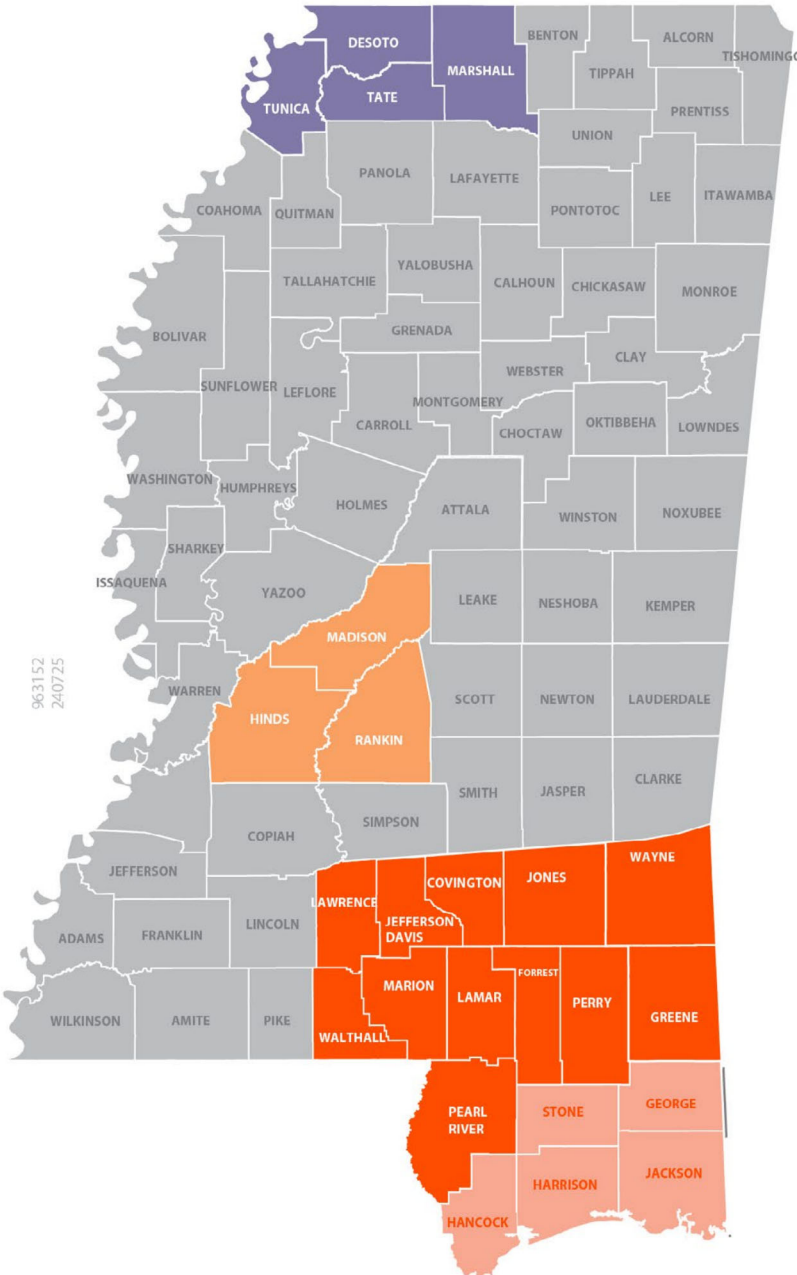 DESOTO
BENTON
ALCORN
TISHOMINGO
MARSHALL
TIPPAH
TUNICA
TATE
PRENTISS
UNION
PANOLA
LAFAYETTE
COAHOMA
QUITMAN
PONTOTOC
LEE
ITAWAMBA
TALLAHATCHIE
YALOBUSHA
CALHOUN
CHICKASAW
MONROE
BOLIVAR
GRENADA
SUNFLOWER
LEFLORE
WEBSTER
CLAY
MONTGOMERY
CARROLL
CHOCTAW
OKTIBBEHA
LOWNDES
WASHINGTON
HUMPHREYS
HOLMES
ATTALA
WINSTON
NOXUBEE
SHARKEY
ISSAQUENA
YAZOO
LEAKE
NESHOBA
KEMPER
MADISON
963152
240725
WARREN
HINDS
RANKIN
SCOTT
NEWTON
LAUDERDALE
SMITH
JASPER
CLARKE
COPIAH
SIMPSON
JEFFERSON
WAYNE
COVINGTON
JONES
LAWRENCE
JEFFERSON
DAVIS
ADAMS
FRANKLIN
LINCOLN
MARION
LAMAR
FORREST
PERRY
GREENE
WILKINSON
AMITE
PIKE
WALTHALL
PEARL
RIVER
STONE
GEORGE
HARRISON
JACKSON
HANCOCK